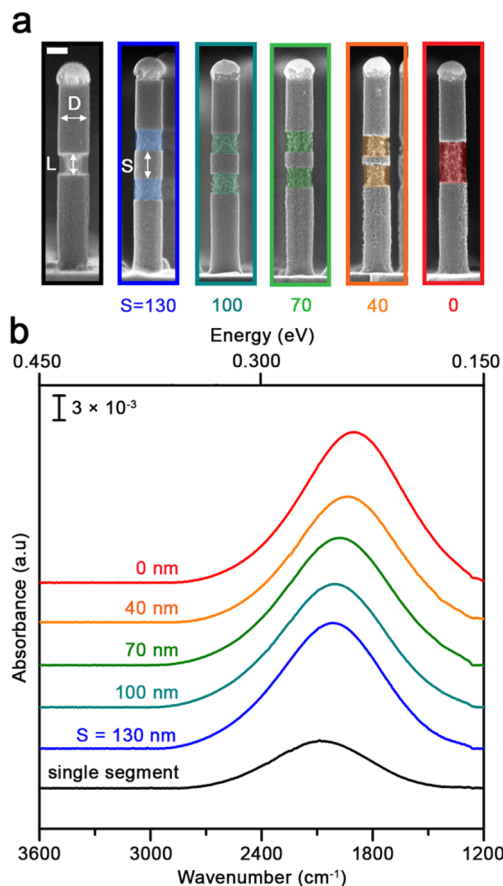 a
D
L
S
S=130
100
70
40
0
b
Energy (eV)
0.450 0.300 0.150
3 × 10⁻³
0 nm
40 nm
70 nm
100 nm
S = 130 nm
single segment
Absorbance (a.u)
3600 3000 2400 1800 1200
Wavenumber (cm⁻¹)